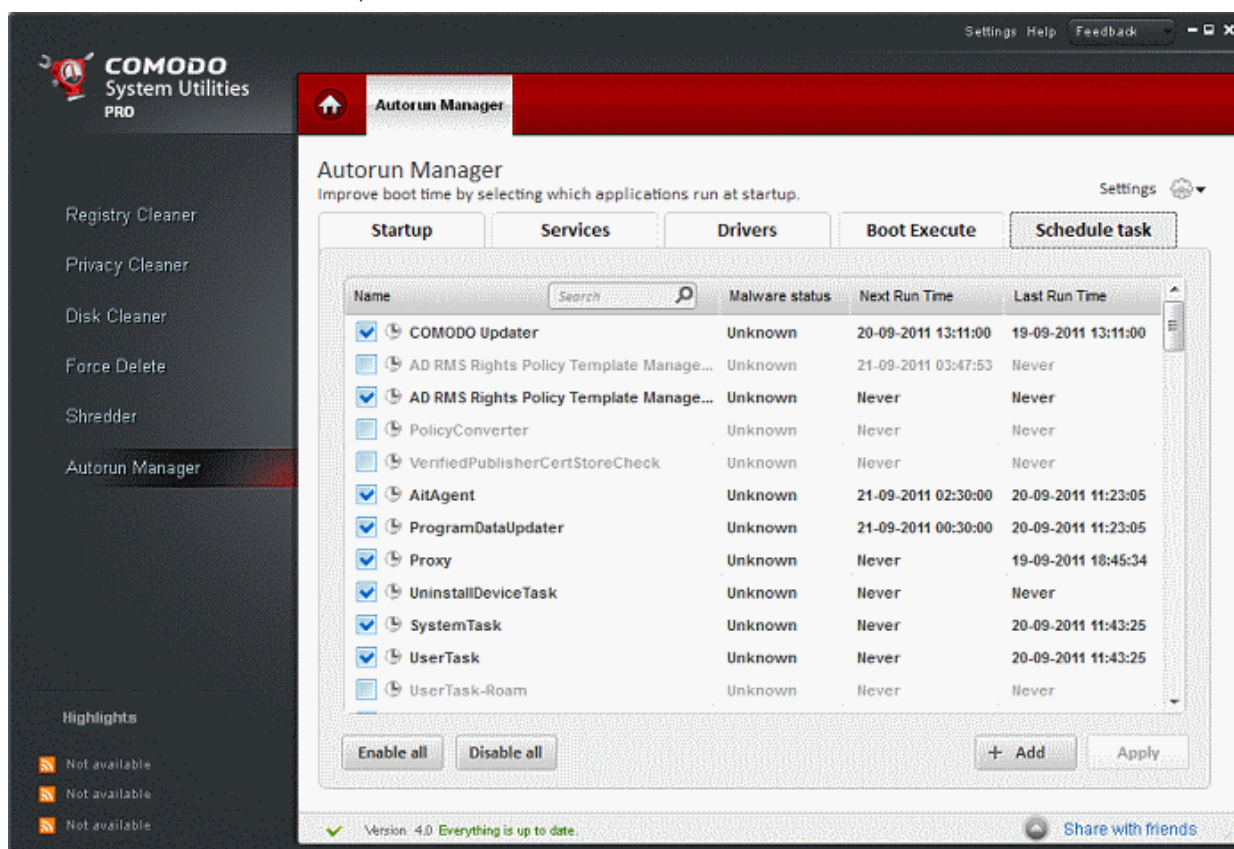 Settings Help Feedback
COMODO
System Utilities
PRO
Autorun Manager
Autorun Manager
Improve boot time by selecting which applications run at startup.
Settings
Registry Cleaner
Privacy Cleaner
Disk Cleaner
Force Delete
Shredder
Autorun Manager
Startup Services Drivers Boot Execute Schedule task
Name Search Malware status Next Run Time Last Run Time
COMODO Updater Unknown 20-09-2011 13:11:00 19-09-2011 13:11:00
AD RMS Rights Policy Template Manage... Unknown 21-09-2011 03:47:53 Never
AD RMS Rights Policy Template Manage... Unknown Never Never
PolicyConverter Unknown Never Never
VerifiedPublisherCertStoreCheck Unknown Never Never
AitAgent Unknown 21-09-2011 02:30:00 20-09-2011 11:23:05
ProgramDataUpdater Unknown 21-09-2011 00:30:00 20-09-2011 11:23:05
Proxy Unknown Never 19-09-2011 18:45:34
UninstallDeviceTask Unknown Never Never
SystemTask Unknown Never 20-09-2011 11:43:25
UserTask Unknown Never 20-09-2011 11:43:25
UserTask-Roam Unknown Never Never
Enable all Disable all + Add Apply
Highlights
Not available
Not available
Not available
Version 4.0 Everything is up to date.
Share with friends